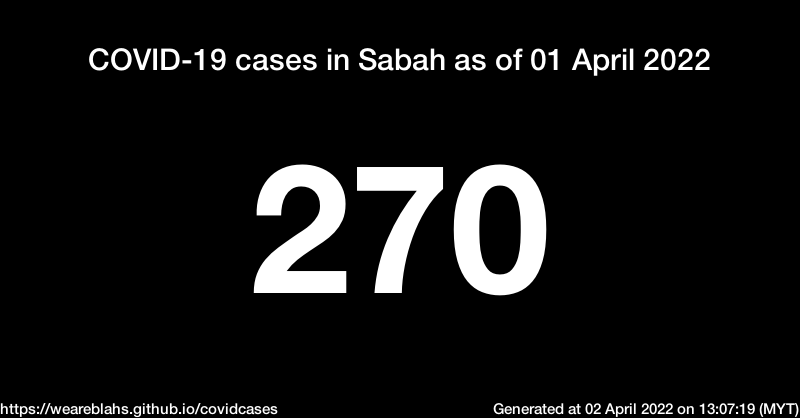 COVID-19 cases in Sabah as of 01 April 2022
270
https://weareblahs.github.io/covidcases
Generated at 02 April 2022 on 13:07:19 (MYT)